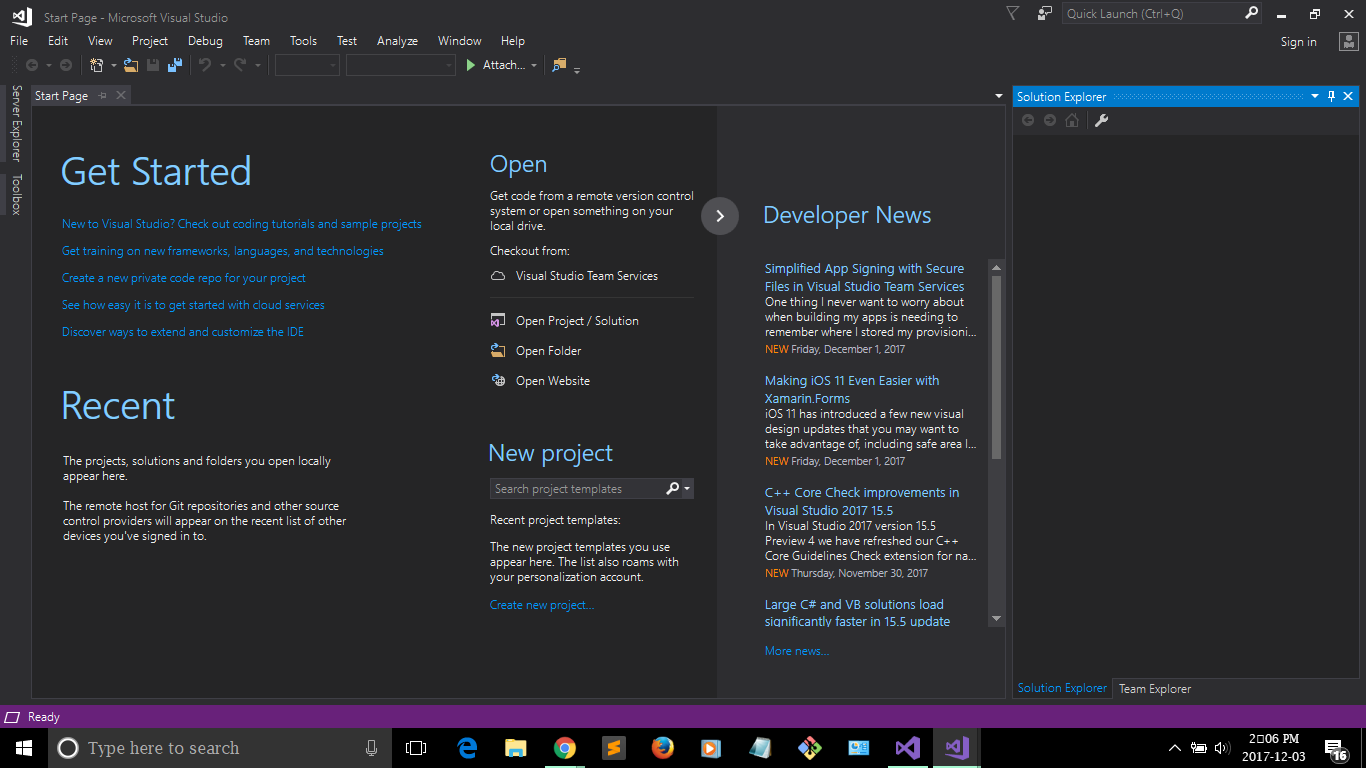 Start Page - Microsoft Visual Studio
Quick Launch (Ctrl+Q)
File Edit View Project Debug Team Tools Test Analyze Window Help
Sign in
Attach...
Server Explorer
Toolbox
Start Page
Get Started
New to Visual Studio? Check out coding tutorials and sample projects
Get training on new frameworks, languages, and technologies
Create a new private code repo for your project
See how easy it is to get started with cloud services
Discover ways to extend and customize the IDE
Recent
The projects, solutions and folders you open locally
appear here.
The remote host for Git repositories and other source
control providers will appear on the recent list of other
devices you've signed in to.
Open
Get code from a remote version control
system or open something on your
local drive.
Checkout from:
Visual Studio Team Services
Open Project / Solution
Open Folder
Open Website
New project
Search project templates
Recent project templates:
The new project templates you use
appear here. The list also roams with
your personalization account.
Create new project...
Developer News
Simplified App Signing with Secure
Files in Visual Studio Team Services
One thing I never want to worry about
when building my apps is needing to
remember where I stored my provisioni...
NEW Friday, December 1, 2017
Making iOS 11 Even Easier with
Xamarin.Forms
iOS 11 has introduced a few new visual
design updates that you may want to
take advantage of, including safe area l...
NEW Friday, December 1, 2017
C++ Core Check improvements in
Visual Studio 2017 15.5
In Visual Studio 2017 version 15.5
Preview 4 we have refreshed our C++
Core Guidelines Check extension for na...
NEW Thursday, November 30, 2017
Large C# and VB solutions load
significantly faster in 15.5 update
More news...
Solution Explorer
Solution Explorer Team Explorer
Ready
Type here to search
2□06 PM
2017-12-03
16